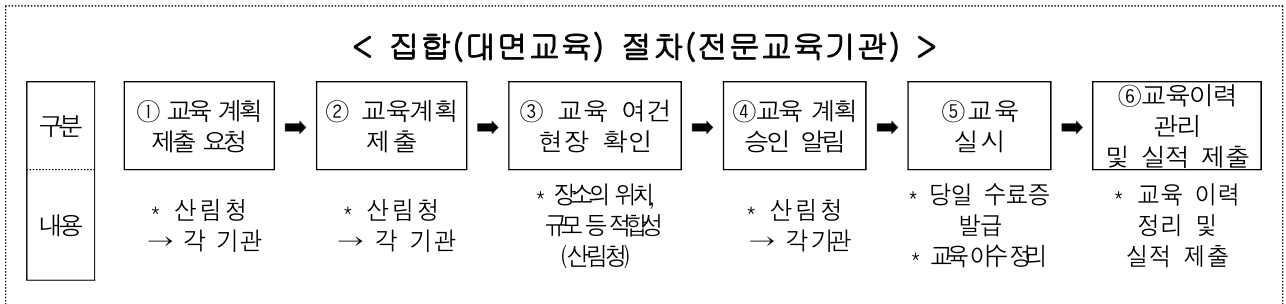 < 집합(대면교육) 절차(전문교육기관) >
구분
① 교육 계획
제출 요청
➡
② 교육계획
제출
➡
③ 교육 여건
현장 확인
➡
④교육 계획
승인 알림
➡
⑤교육
실시
➡
⑥교육이력
관리
및 실적 제출
내용
* 산림청
→ 각 기관
* 산림청
→ 각 기관
* 장소의 위치,
규모 등 적합성
(산림청)
* 산림청
→ 각기관
* 당일 수료증
발급
* 교육 이수 정리
* 교육 이력
정리 및
실적 제출